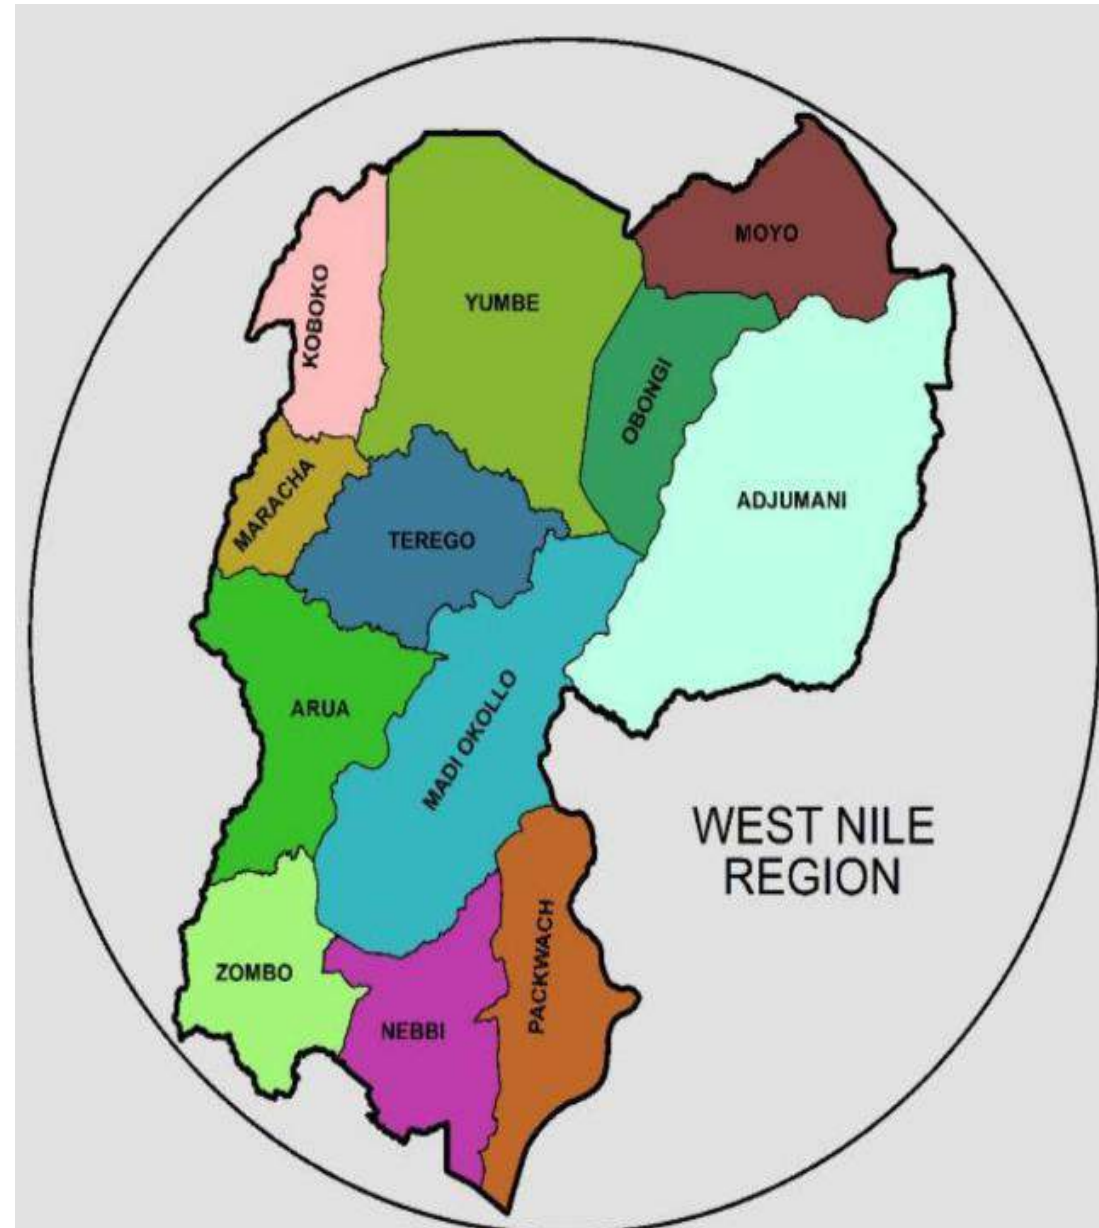 MOYO
YUMBE
KOBOKO
OBONGI
MARACHA
ADJUMANI
TEREGO
ARUA
MADI OKOLLO
WEST NILE
REGION
ZOMBO
PACKWACH
NEBBI